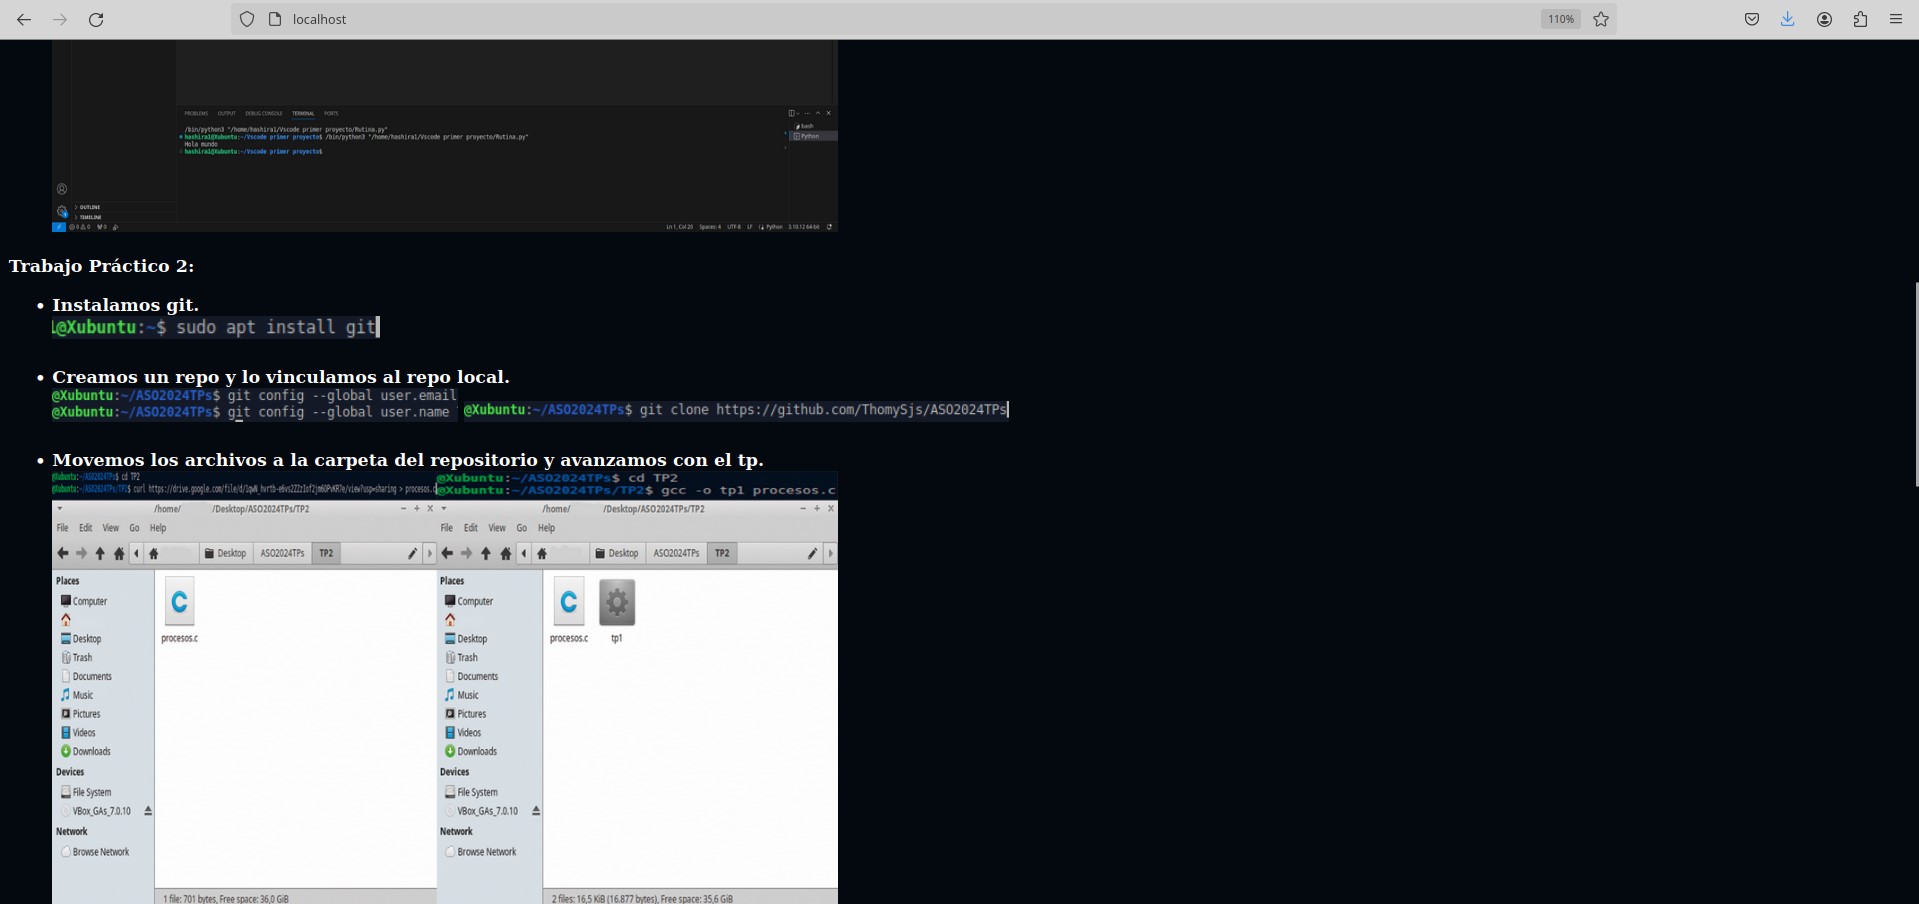 localhost
110%
PROBLEMS OUTPUT DEBUG CONSOLE TERMINAL PORTS
/bin/python3 "/home/hashira1/Vscode primer proyecto/Rutina.py"
hashira1@Xubuntu:~/Vscode primer proyecto$ /bin/python3 "/home/hashira1/Vscode primer proyecto/Rutina.py"
Hola mundo
hashira1@Xubuntu:~/Vscode primer proyecto$
bash
Python
OUTLINE
TIMELINE
Ln 1, Col 20 Spaces: 4 UTF-8 LF Python 3.10.12 64-bit
Trabajo Práctico 2:
• Instalamos git.
@Xubuntu:~$ sudo apt install git
• Creamos un repo y lo vinculamos al repo local.
@Xubuntu:~/ASO2024TPs$ git config --global user.email
@Xubuntu:~/ASO2024TPs$ git config --global user.name
@Xubuntu:~/ASO2024TPs$ git clone https://github.com/ThomySjs/ASO2024TPs
• Movemos los archivos a la carpeta del repositorio y avanzamos con el tp.
@Xubuntu:~/ASO2024TPs$ cd TP2
@Xubuntu:~/ASO2024TPs/TP2$ curl > procesos.c
@Xubuntu:~/ASO2024TPs$ cd TP2
@Xubuntu:~/ASO2024TPs/TP2$ gcc -o tp1 procesos.c
/home/ /Desktop/ASO2024TPs/TP2
File Edit View Go Help
Desktop ASO2024TPs TP2
Places
Computer
Desktop
Trash
Documents
Music
Pictures
Videos
Downloads
Devices
File System
VBox_GAs_7.0.10
Network
Browse Network
procesos.c
1 file: 701 bytes, Free space: 36,0 GiB
/home/ /Desktop/ASO2024TPs/TP2
File Edit View Go Help
Desktop ASO2024TPs TP2
Places
Computer
Desktop
Trash
Documents
Music
Pictures
Videos
Downloads
Devices
File System
VBox_GAs_7.0.10
Network
Browse Network
procesos.c tp1
2 files: 16,5 KiB (16.877 bytes), Free space: 35,6 GiB